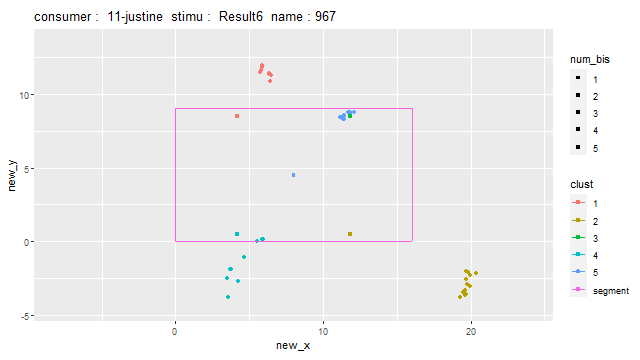 consumer :  11-justine  stimu :  Result6  name : 967
10
5
0
-5
new_y
0
10
20
new_x
num_bis
1
2
3
4
5
clust
1
2
3
4
5
segment